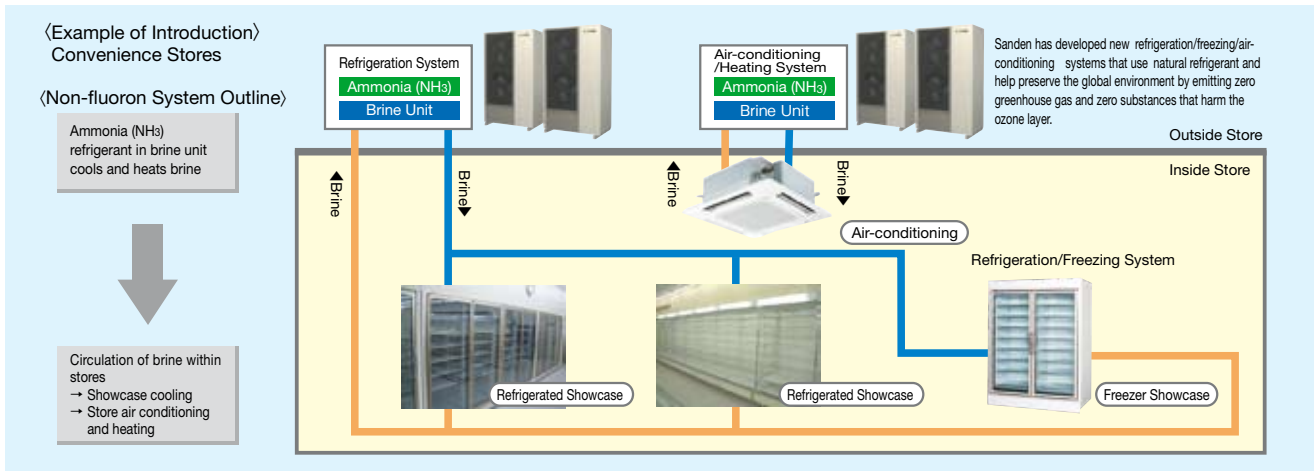 〈Example of Introduction〉
Convenience Stores
〈Non-fluoron System Outline〉
Ammonia (NH3)
refrigerant in brine unit
cools and heats brine
Circulation of brine within
stores
→ Showcase cooling
→ Store air conditioning
and heating
Refrigeration System
Ammonia (NH3)
Brine Unit
Air-conditioning
/Heating System
Ammonia (NH3)
Brine Unit
Sanden has developed new refrigeration/freezing/air-
conditioning systems that use natural refrigerant and
help preserve the global environment by emitting zero
greenhouse gas and zero substances that harm the
ozone layer.
Outside Store
Inside Store
▲Brine
Brine▼
▲Brine
Brine▼
Air-conditioning
Refrigeration/Freezing System
Refrigerated Showcase
Refrigerated Showcase
Freezer Showcase